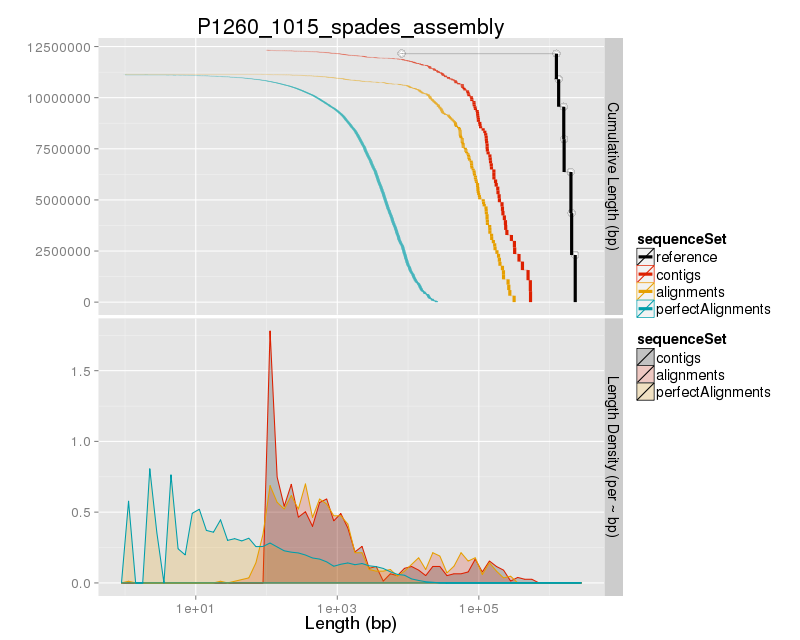 P1260_1015_spades_assembly
12500000
10000000
7500000
5000000
2500000
0
Cumulative Length (bp)
1.5
1.0
0.5
0.0
Length Density (per ~ bp)
1e+01
1e+03
1e+05
Length (bp)
sequenceSet
reference
contigs
alignments
perfectAlignments
sequenceSet
contigs
alignments
perfectAlignments